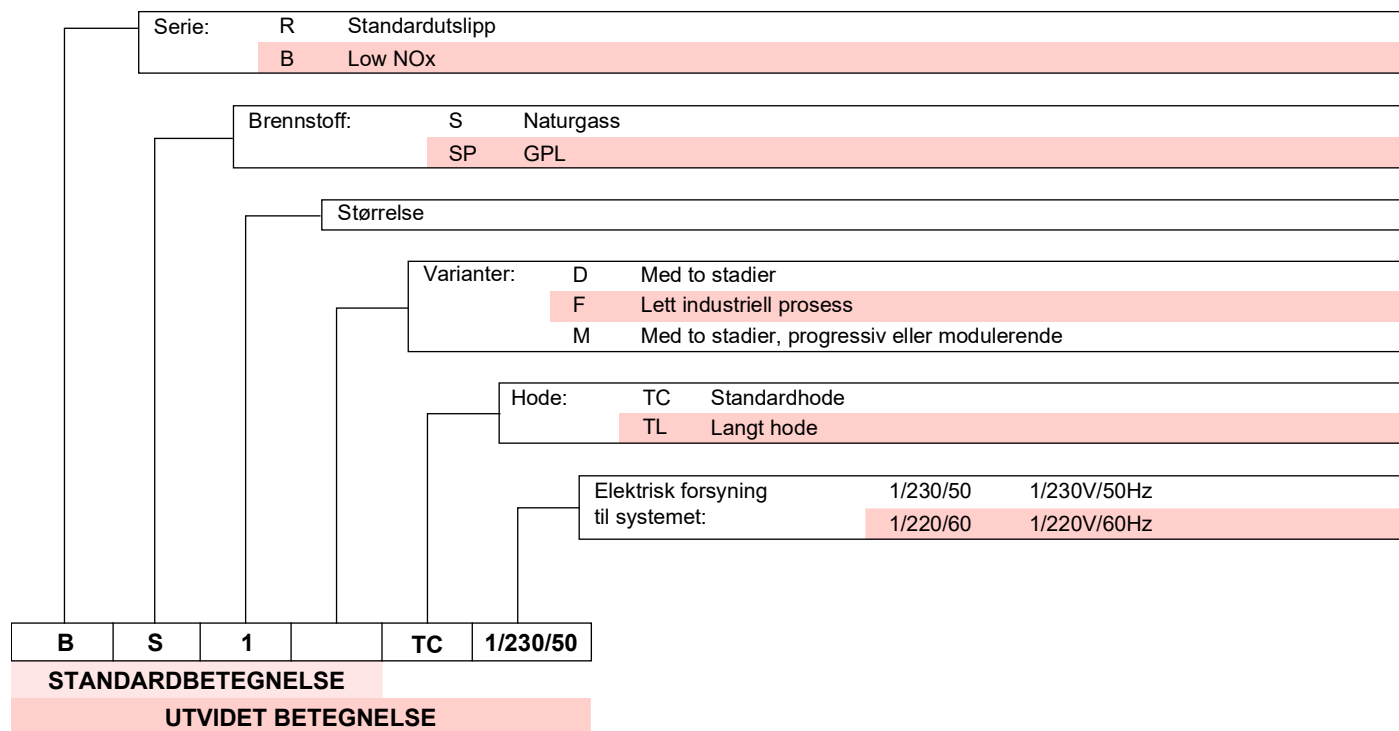 Serie: R Standardutslipp
B Low NOx
Brennstoff: S Naturgass
SP GPL
Størrelse
Varianter: D Med to stadier
F Lett industriell prosess
M Med to stadier, progressiv eller modulerende
Hode: TC Standardhode
TL Langt hode
Elektrisk forsyning 1/230/50 1/230V/50Hz
til systemet: 1/220/60 1/220V/60Hz
B S 1 TC 1/230/50
STANDARDBETEGNELSE
UTVIDET BETEGNELSE